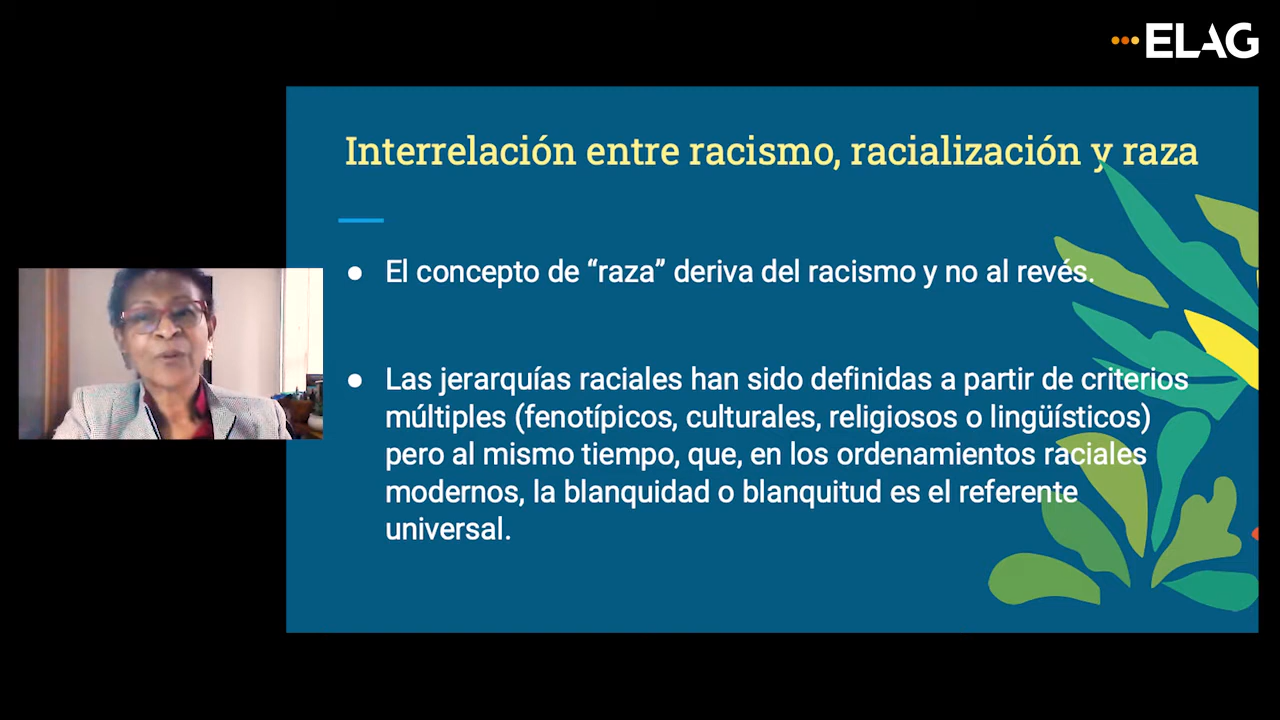 ELAG
Interrelación entre racismo, racialización y raza
● El concepto de “raza” deriva del racismo y no al revés.
● Las jerarquías raciales han sido definidas a partir de criterios
múltiples (fenotípicos, culturales, religiosos o lingüísticos)
pero al mismo tiempo, que, en los ordenamientos raciales
modernos, la blanquidad o blanquitud es el referente
universal.